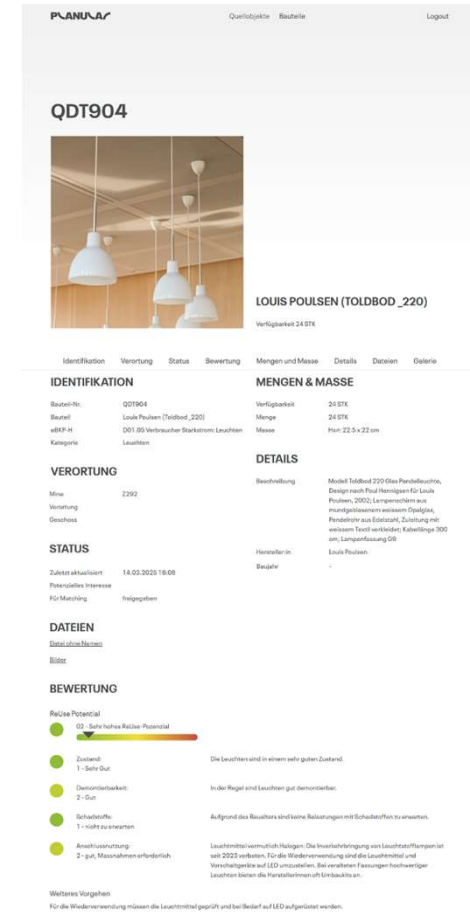 PLANULAR
Quellobjekte Bauteile Logout
QDT904
LOUIS POULSEN (TOLDBOD _220)
Verfügbarkeit 24 STK
Identifikation Verortung Status Bewertung Mengen und Masse Details Dateien Galerie
IDENTIFIKATION
Bauteil-Nr. QDT904
Bauteil Louis Poulsen (Toldbod _220)
eBKP-H D01.05 Verbraucher Starkstrom: Leuchten
Kategorie Leuchten
VERORTUNG
Mine Z292
Verortung
Geschoss
STATUS
Zuletzt aktualisiert 14.03.2025 16:06
Potenzielles Interesse
Für Matching freigegeben
DATEIEN
Datei ohne Namen
Bilder
MENGEN & MASSE
Verfügbarkeit 24 STK
Menge 24 STK
Masse HxØ: 22.5 x 22 cm
DETAILS
Beschreibung Modell Toldbod 220 Glas Pendelleuchte,
Design nach Poul Hennigsen für Louis
Poulsen, 2002; Lampenschirm aus
mundgeblasenem weissem Opalglas,
Pendelrohr aus Edelstahl, Zuleitung mit
weissem Textil verkleidet; Kabellänge 300
cm; Lampenfassung G9
Hersteller:in Louis Poulsen
Baujahr -
BEWERTUNG
ReUse Potential
02 - Sehr hohes ReUse-Potenzial
Zustand: Die Leuchten sind in einem sehr guten Zustand.
1 - Sehr Gut
Demontierbarkeit: In der Regel sind Leuchten gut demontierbar.
2 - Gut
Schadstoffe: Aufgrund des Baualters sind keine Belastungen mit Schadstoffen zu erwarten.
1 - nicht zu erwarten
Anschlussnutzung: Leuchtmittel vermutlich Halogen. Die Inverkehrbringung von Leuchtstofflampen ist
2 - gut, Massnahmen erforderlich seit 2023 verboten. Für die Wiederverwendung sind die Leuchtmittel und
Vorschaltgeräte auf LED umzustellen. Bei veralteten Fassungen hochwertiger
Leuchten bieten die Herstellerinnen oft Umbaukits an.
Weiteres Vorgehen
Für die Wiederverwendung müssen die Leuchtmittel geprüft und bei Bedarf auf LED aufgerüstet werden.